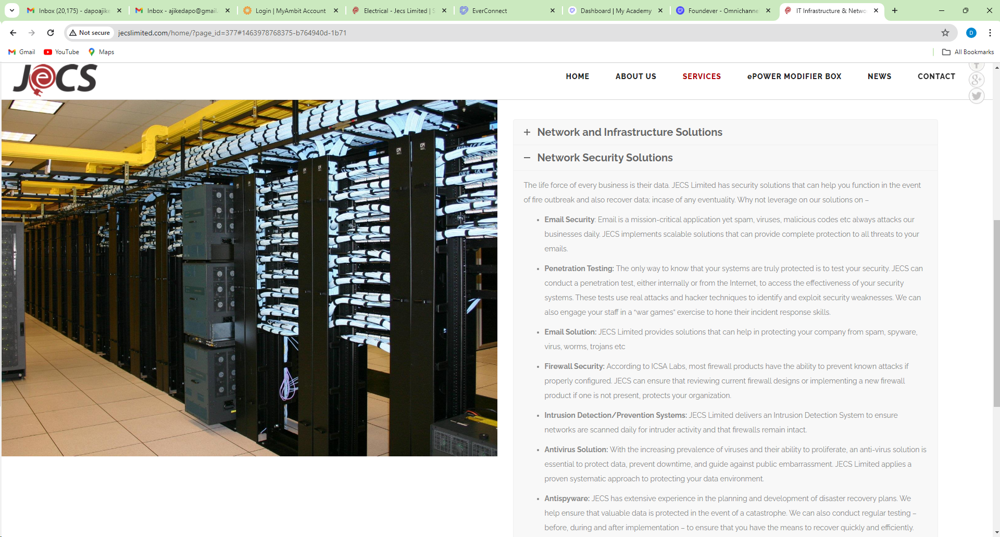 Inbox (20,175) - dapoajike
Inbox - ajikedapo@gmail.
Login | MyAmbit Account
Electrical - Jecs Limited | S
EverConnect
Dashboard | My Academy
Foundever - Omnichanne
IT Infrastructure & Netwo
Not secure
jecslimited.com/home/?page_id=377#1463978768375-b764940d-1b71
D
Gmail
YouTube
Maps
All Bookmarks
JeCS
HOME
ABOUT US
SERVICES
ePOWER MODIFIER BOX
NEWS
CONTACT
Network and Infrastructure Solutions
Network Security Solutions
The life force of every business is their data. JECS Limited has security solutions that can help you function in the event
of fire outbreak and also recover data; incase of any eventuality. Why not leverage on our solutions on –
• Email Security: Email is a mission-critical application yet spam, viruses, malicious codes etc always attacks our
businesses daily. JECS implements scalable solutions that can provide complete protection to all threats to your
emails.
• Penetration Testing: The only way to know that your systems are truly protected is to test your security. JECS can
conduct a penetration test, either internally or from the Internet, to access the effectiveness of your security
systems. These tests use real attacks and hacker techniques to identify and exploit security weaknesses. We can
also engage your staff in a “war games” exercise to hone their incident response skills.
• Email Solution: JECS Limited provides solutions that can help in protecting your company from spam, spyware,
virus, worms, trojans etc
• Firewall Security: According to ICSA Labs, most firewall products have the ability to prevent known attacks if
properly configured. JECS can ensure that reviewing current firewall designs or implementing a new firewall
product if one is not present, protects your organization.
• Intrusion Detection/Prevention Systems: JECS Limited delivers an Intrusion Detection System to ensure
networks are scanned daily for intruder activity and that firewalls remain intact.
• Antivirus Solution: With the increasing prevalence of viruses and their ability to proliferate, an anti-virus solution is
essential to protect data, prevent downtime, and guide against public embarrassment. JECS Limited applies a
proven systematic approach to protecting your data environment.
• Antispyware: JECS has extensive experience in the planning and development of disaster recovery plans. We
help ensure that valuable data is protected in the event of a catastrophe. We can also conduct regular testing –
before, during and after implementation – to ensure that you have the means to recover quickly and efficiently.